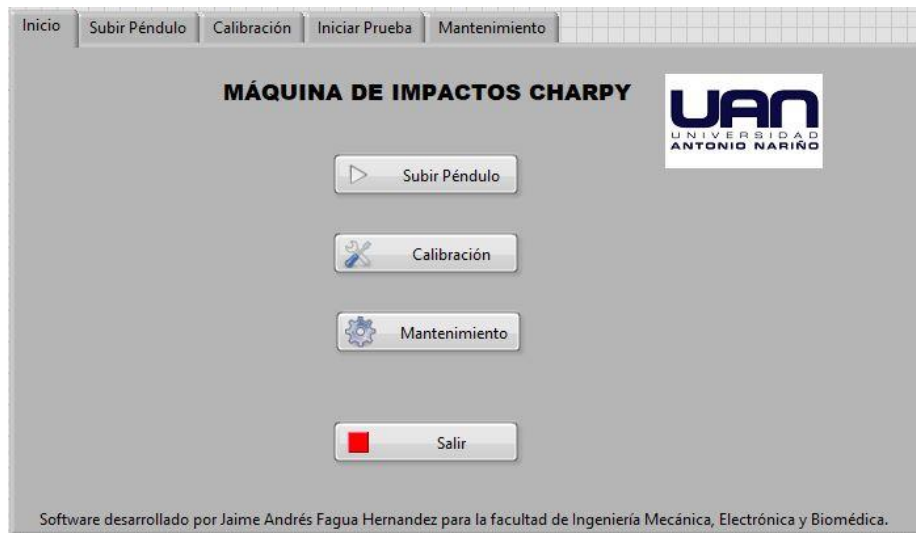 Inicio Subir Péndulo Calibración Iniciar Prueba Mantenimiento
MÁQUINA DE IMPACTOS CHARPY
UAN
UNIVERSIDAD
ANTONIO NARIÑO
Subir Péndulo
Calibración
Mantenimiento
Salir
Software desarrollado por Jaime Andrés Fagua Hernandez para la facultad de Ingeniería Mecánica, Electrónica y Biomédica.